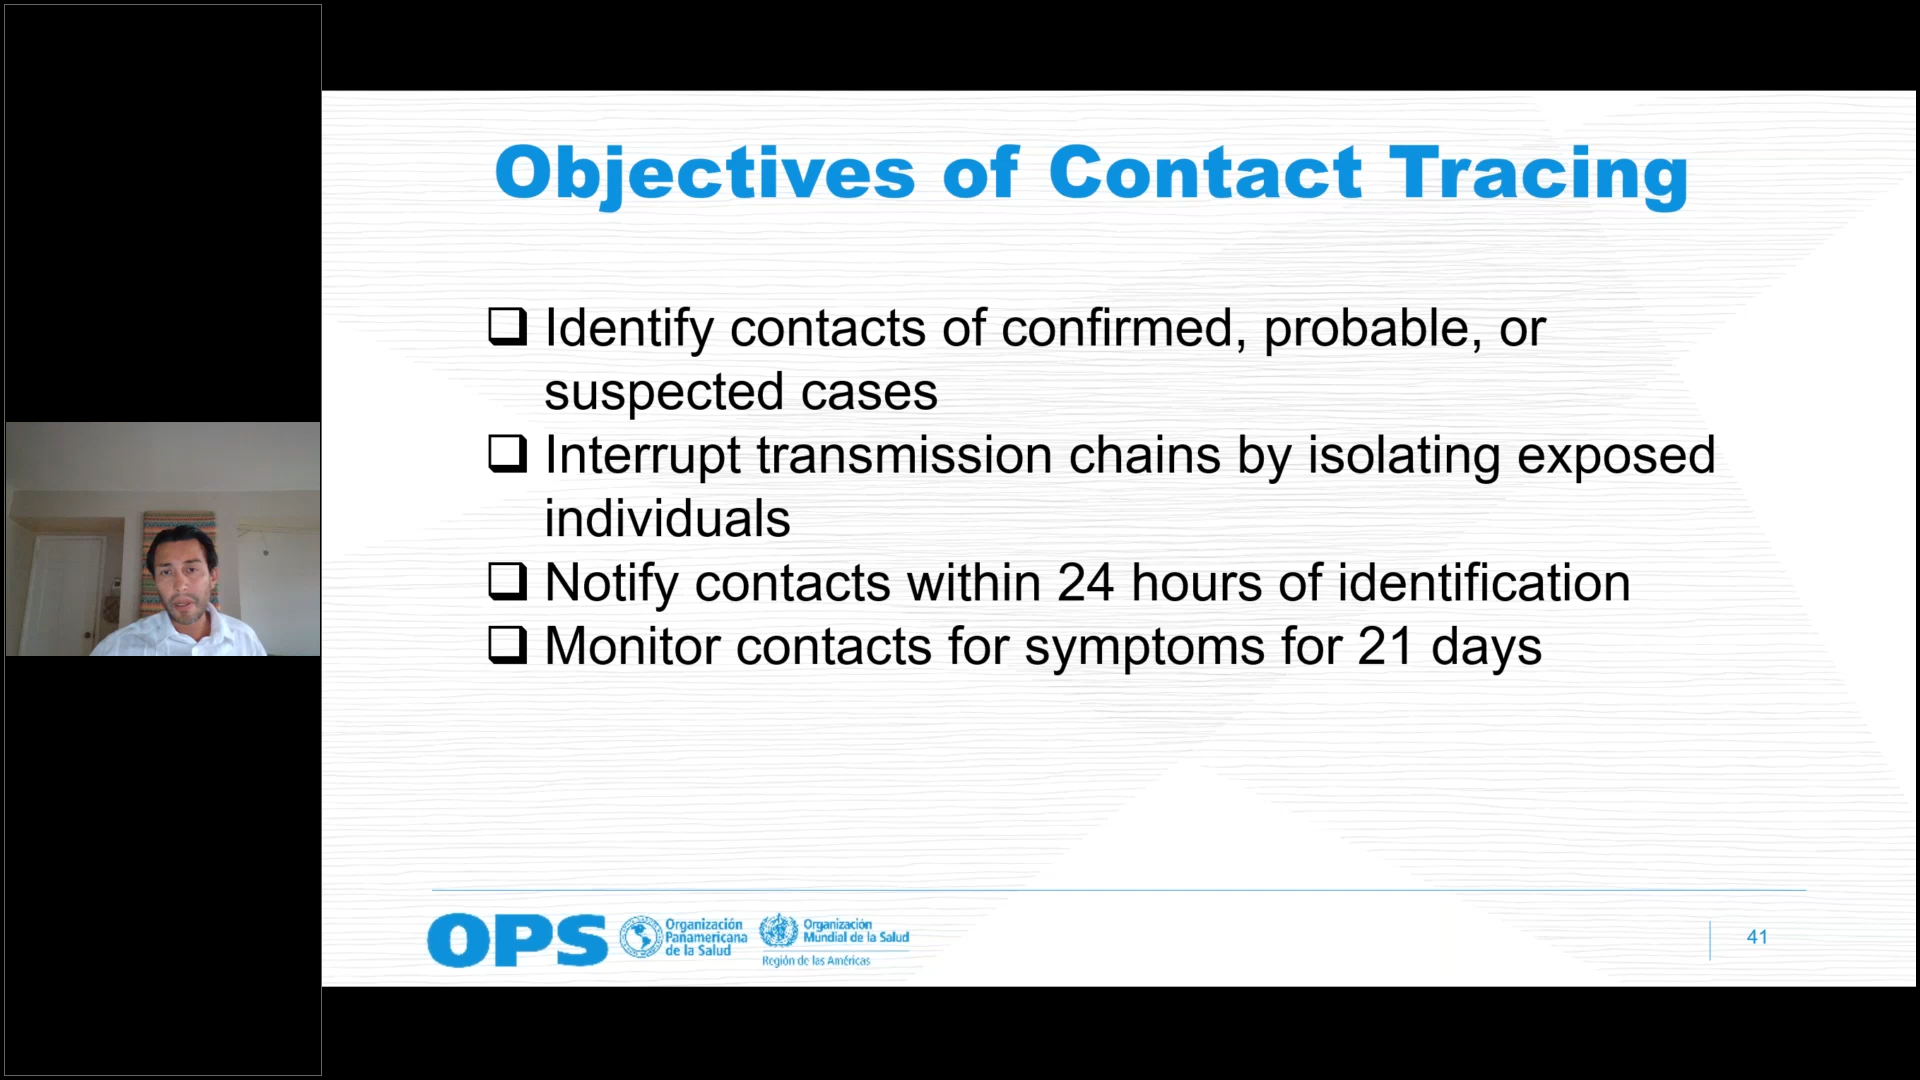 Objectives of Contact Tracing
Identify contacts of confirmed, probable, or
suspected cases
Interrupt transmission chains by isolating exposed
individuals
Notify contacts within 24 hours of identification
Monitor contacts for symptoms for 21 days
OPS
Organización
Panamericana
de la Salud
Organización
Mundial de la Salud
Región de las Américas
41